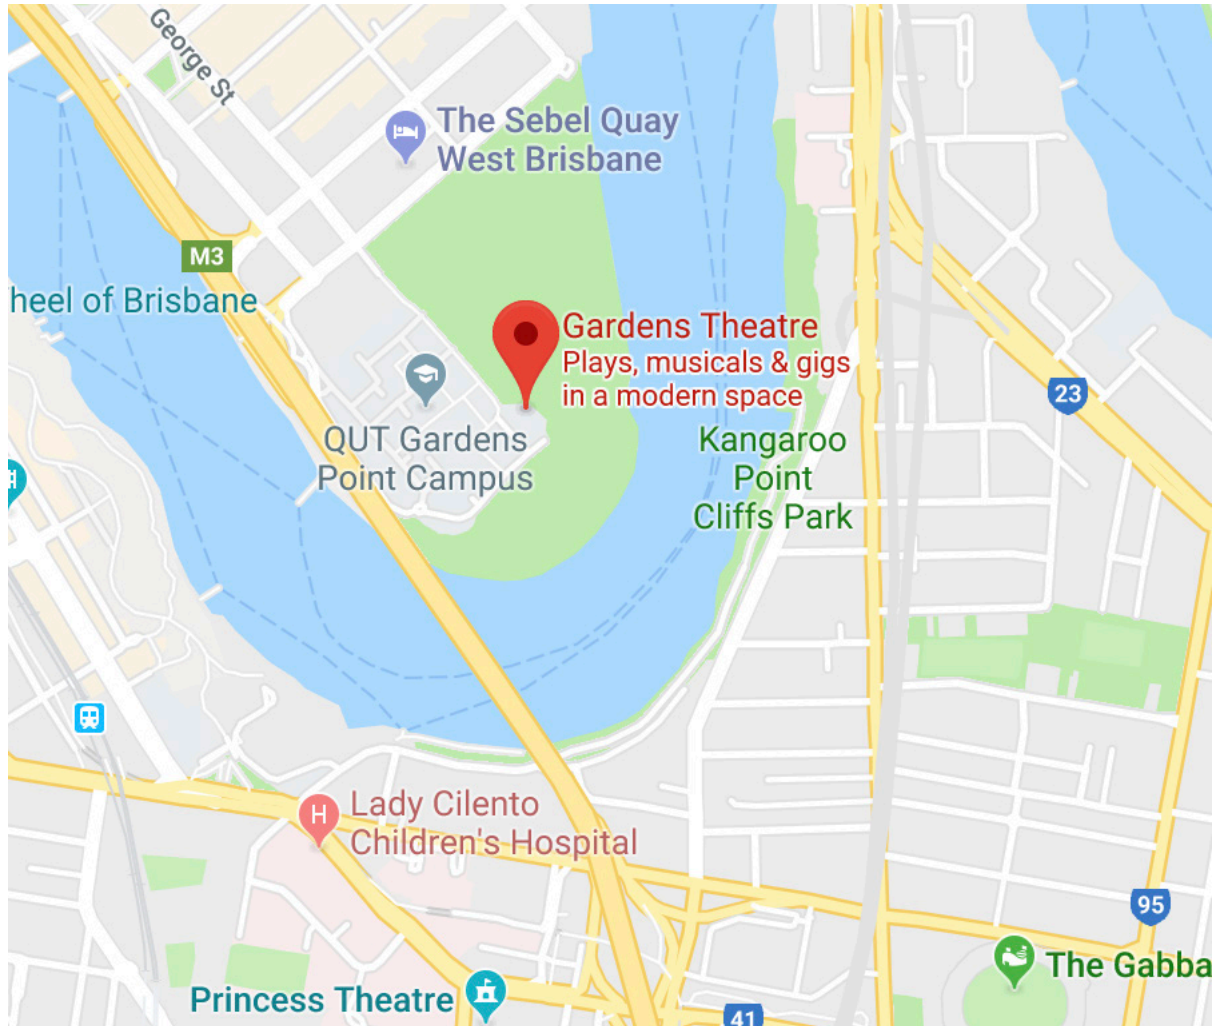 George St
The Sebel Quay
West Brisbane
M3
heel of Brisbane
Gardens Theatre
Plays, musicals & gigs
in a modern space
23
QUT Gardens
Point Campus
Kangaroo
Point
Cliffs Park
H
Lady Cilento
Children's Hospital
95
The Gabba
Princess Theatre
41